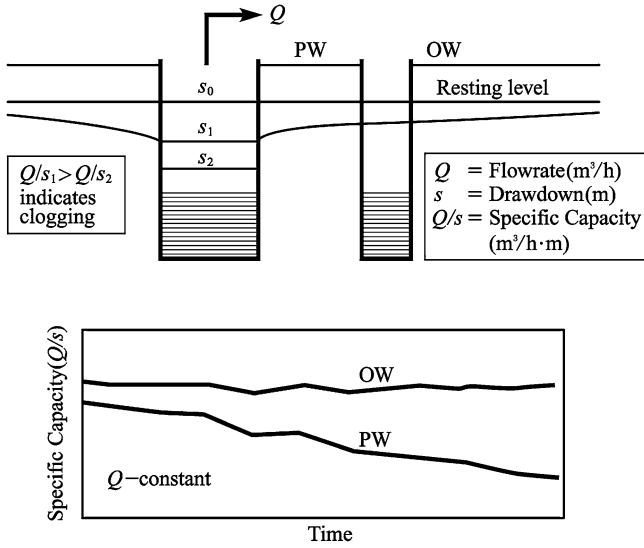 Q
PW
OW
s₀
Resting level
s₁
s₂
Q/s₁>Q/s₂
indicates
clogging
Q = Flowrate(m³/h)
s = Drawdown(m)
Q/s = Specific Capacity
(m³/h·m)
Specific Capacity(Q/s)
OW
PW
Q−constant
Time